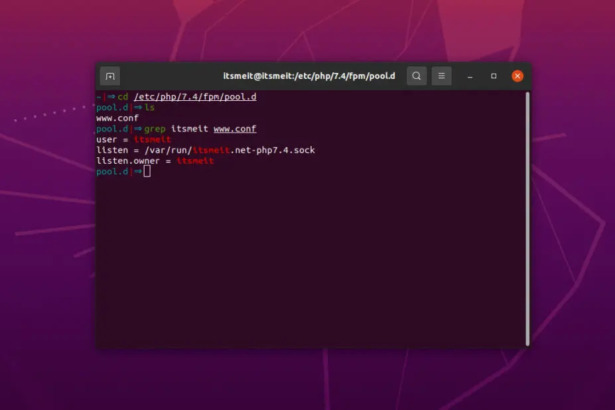 itsmeit@itsmeit:/etc/php/7.4/fpm/pool.d
~|⇒ cd /etc/php/7.4/fpm/pool.d
pool.d|⇒ ls
www.conf
pool.d|⇒ grep itsmeit www.conf
user = itsmeit
listen = /var/run/itsmeit.net-php7.4.sock
listen.owner = itsmeit
pool.d|⇒